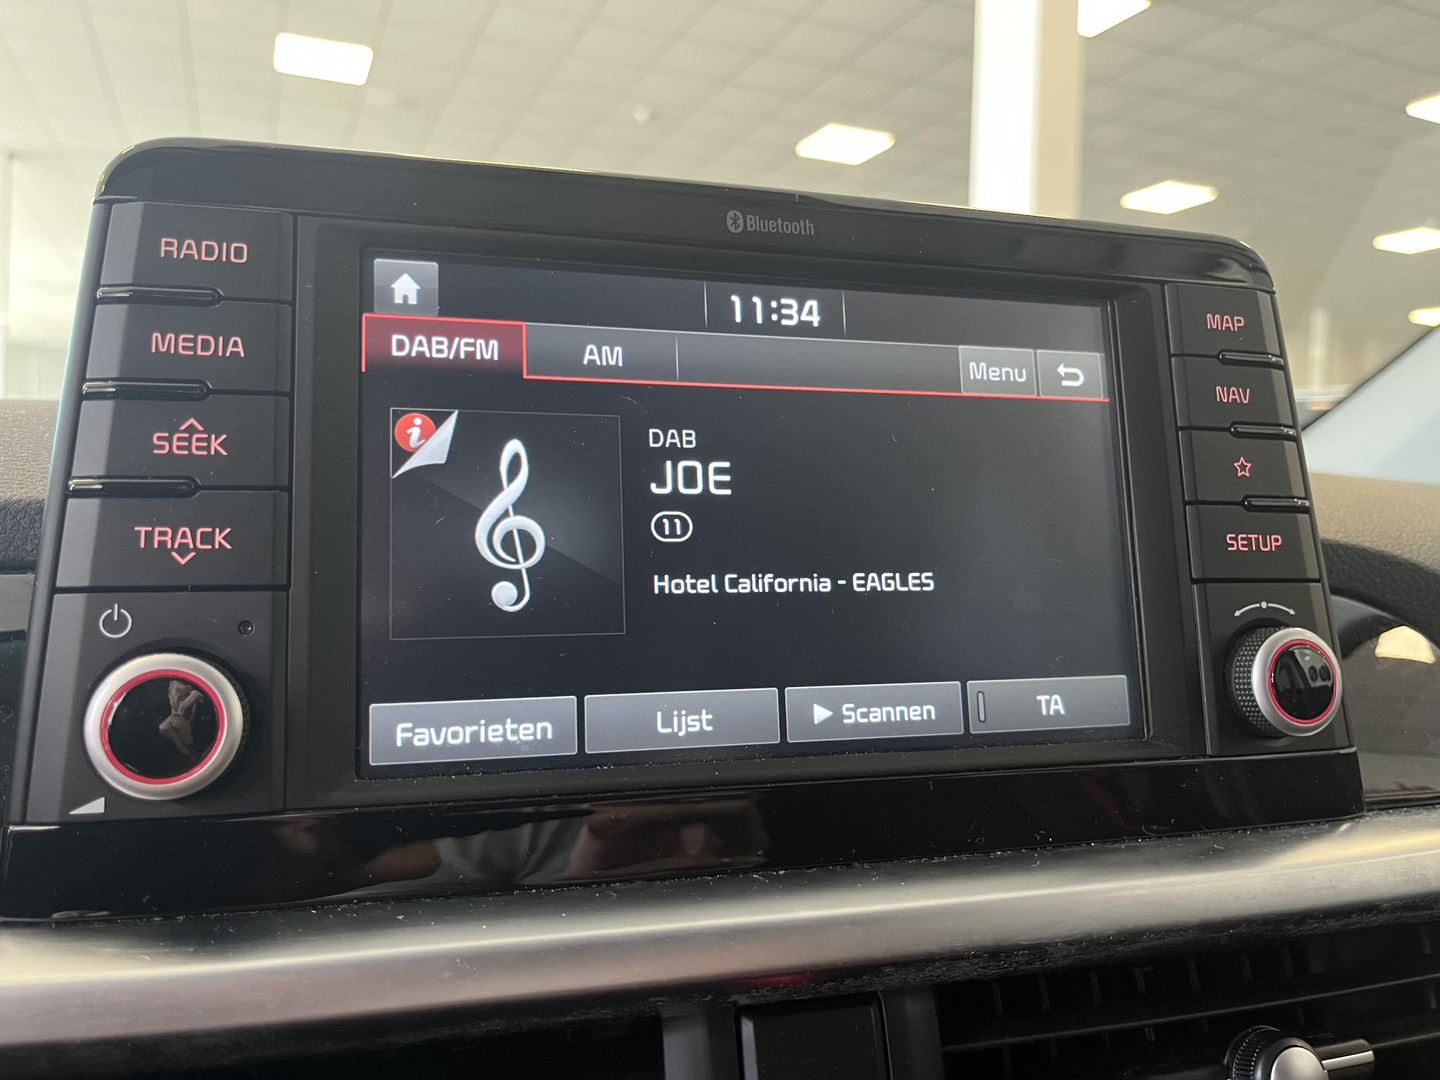 Bluetooth
RADIO
MEDIA
SEEK
TRACK
11:34
DAB/FM
AM
Menu
DAB
JOE
11
Hotel California - EAGLES
Favorieten
Lijst
Scannen
TA
MAP
NAV
SETUP